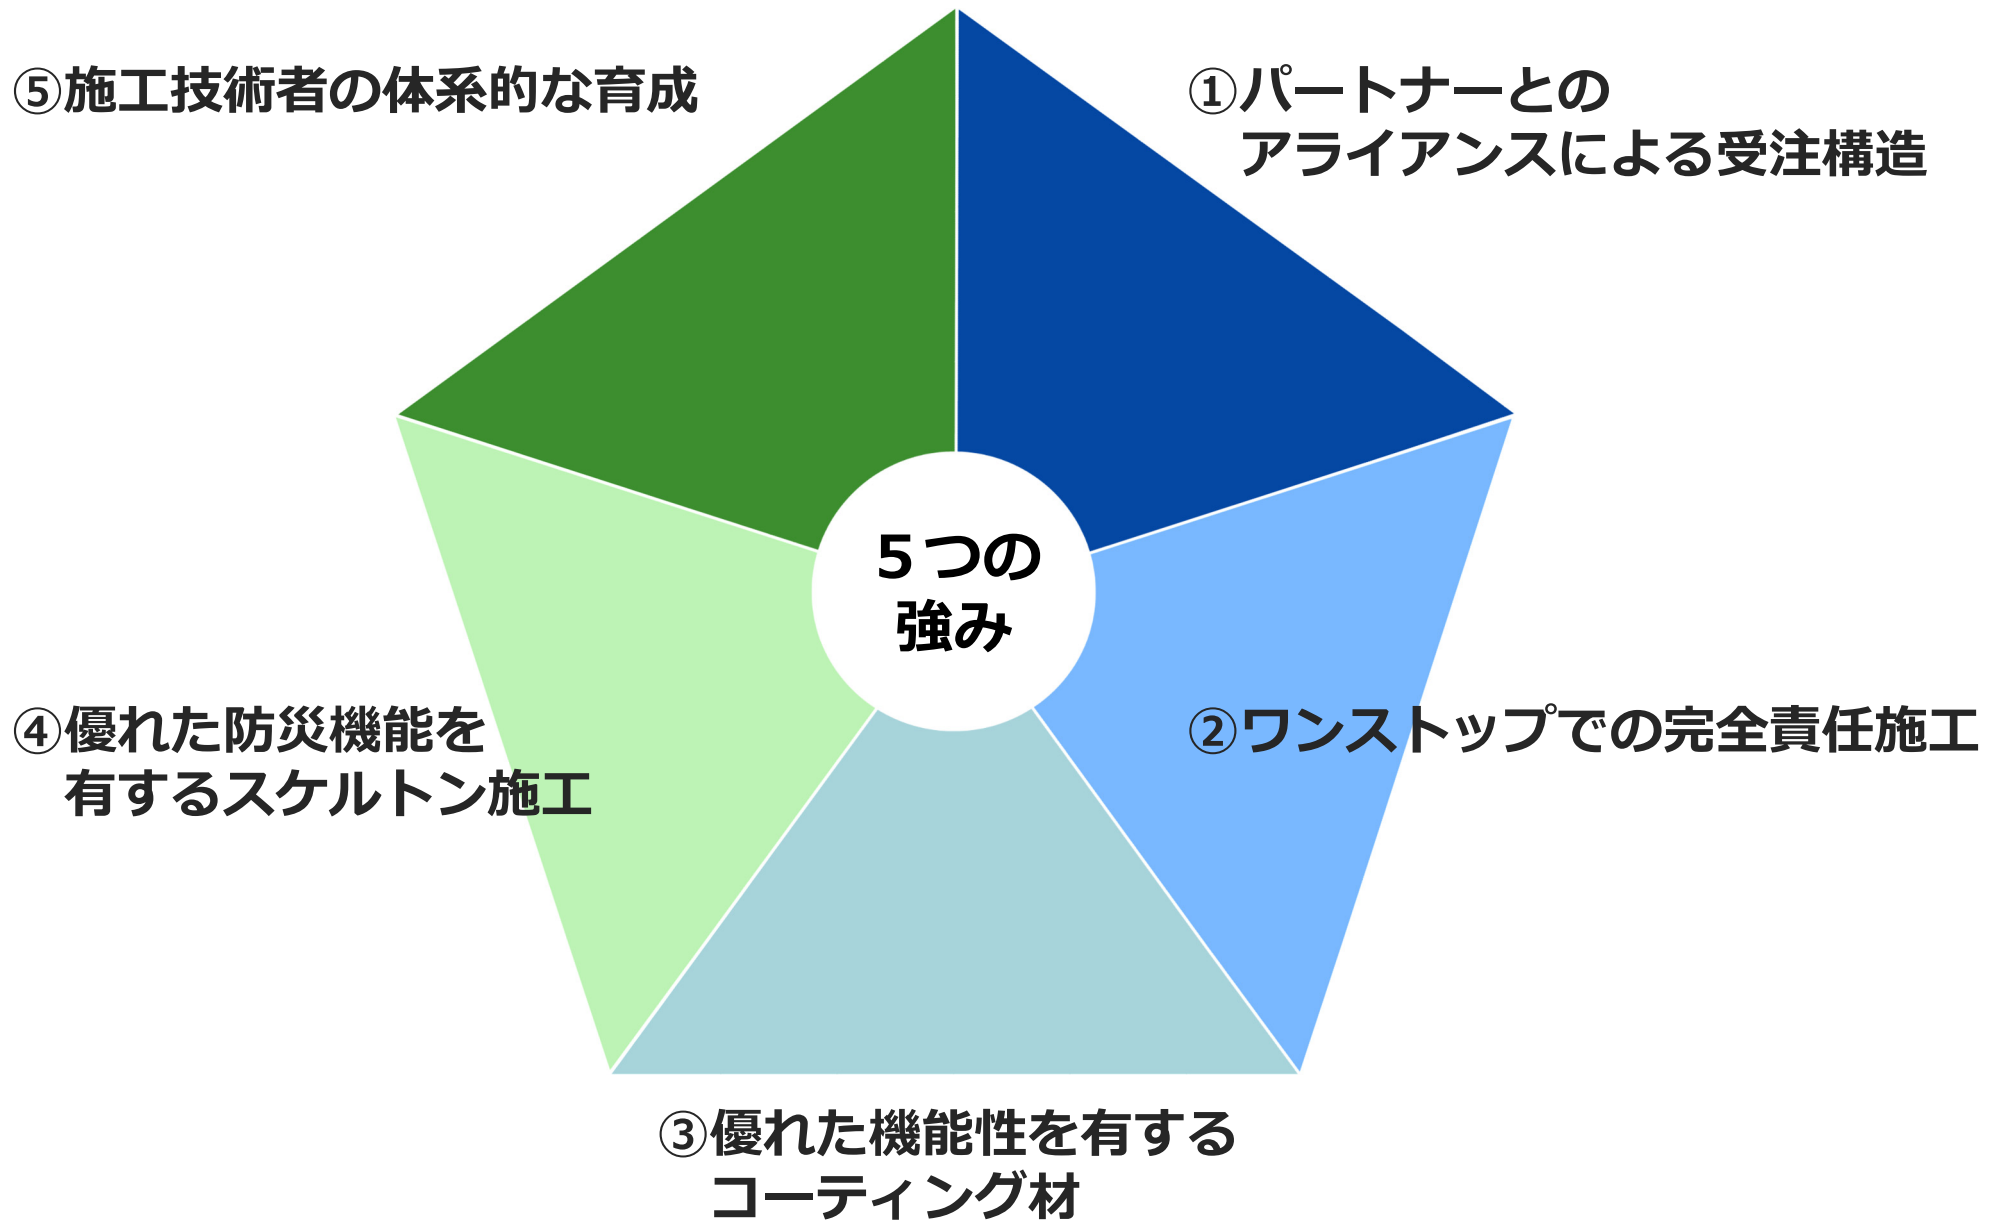 ⑤施工技術者の体系的な育成
①パートナーとの
アライアンスによる受注構造
５つの
強み
④優れた防災機能を
有するスケルトン施工
②ワンストップでの完全責任施工
③優れた機能性を有する
コーティング材